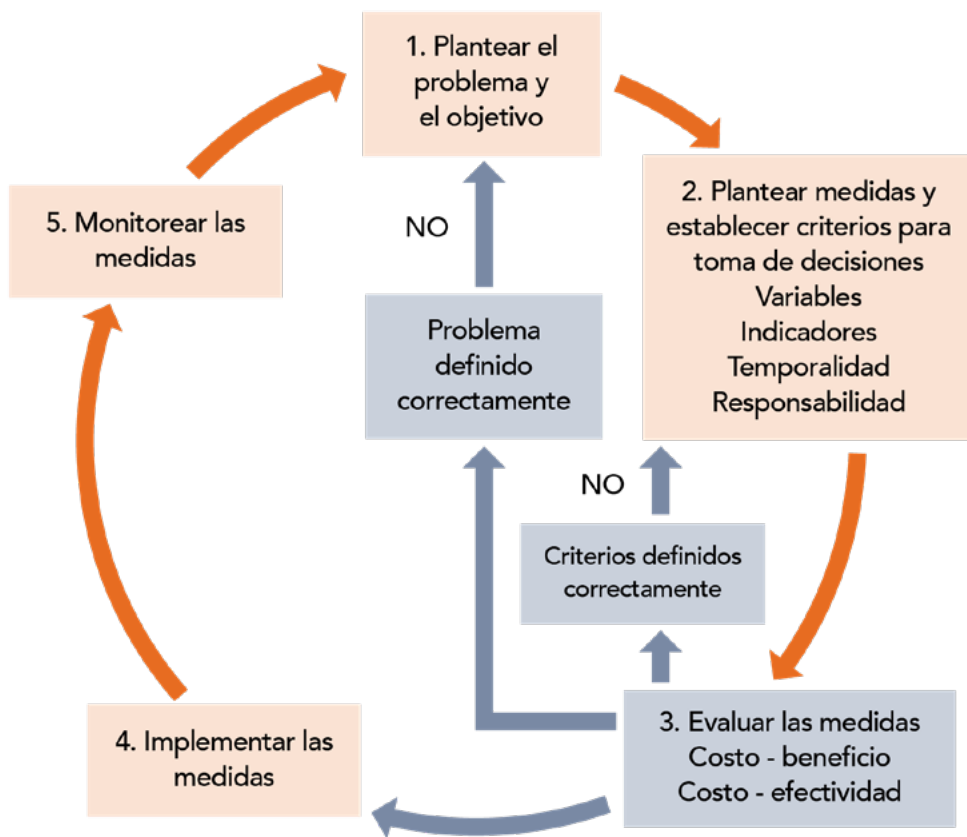 1. Plantear el
problema y
el objetivo
2. Plantear medidas y
establecer criterios para
toma de decisiones
Variables
Indicadores
Temporalidad
Responsabilidad
5. Monitorear las
medidas
NO
Problema
definido
correctamente
NO
Criterios definidos
correctamente
3. Evaluar las medidas
Costo - beneficio
Costo - efectividad
4. Implementar las
medidas